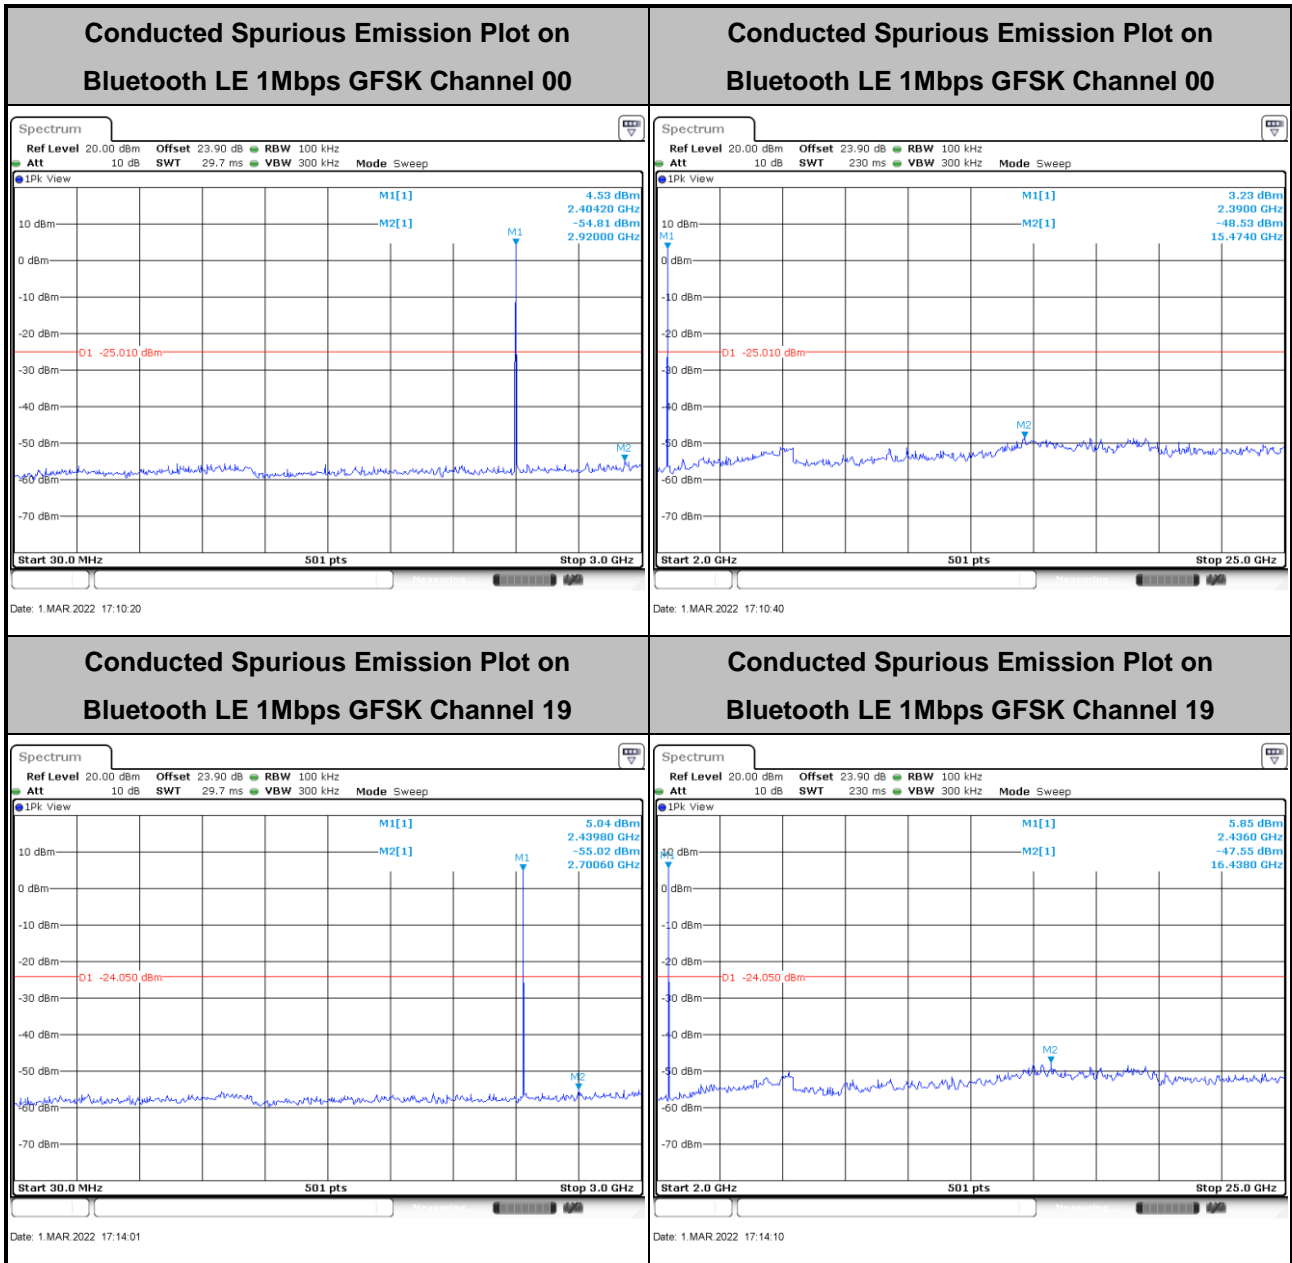 Conducted Spurious Emission Plot on
Bluetooth LE 1Mbps GFSK Channel 00
Spectrum
Ref Level 20.00 dBm Offset 23.90 dB RBW 100 kHz
Att 10 dB SWT 29.7 ms VBW 300 kHz Mode Sweep
1Pk View
M1[1] 4.53 dBm
2.40420 GHz
M2[1] -54.81 dBm
2.92000 GHz
10 dBm
M1
0 dBm
-10 dBm
-20 dBm
D1 -25.010 dBm
-30 dBm
-40 dBm
-50 dBm
M2
-60 dBm
-70 dBm
Start 30.0 MHz 501 pts Stop 3.0 GHz
Measuring
Date: 1.MAR.2022 17:10:20
Conducted Spurious Emission Plot on
Bluetooth LE 1Mbps GFSK Channel 00
Spectrum
Ref Level 20.00 dBm Offset 23.90 dB RBW 100 kHz
Att 10 dB SWT 230 ms VBW 300 kHz Mode Sweep
1Pk View
M1[1] 3.23 dBm
2.3900 GHz
M2[1] -48.53 dBm
15.4740 GHz
10 dBm
M1
0 dBm
-10 dBm
-20 dBm
D1 -25.010 dBm
-30 dBm
-40 dBm
M2
-50 dBm
-60 dBm
-70 dBm
Start 2.0 GHz 501 pts Stop 25.0 GHz
Measuring
Date: 1.MAR.2022 17:10:40
Conducted Spurious Emission Plot on
Bluetooth LE 1Mbps GFSK Channel 19
Spectrum
Ref Level 20.00 dBm Offset 23.90 dB RBW 100 kHz
Att 10 dB SWT 29.7 ms VBW 300 kHz Mode Sweep
1Pk View
M1[1] 5.04 dBm
2.43980 GHz
M2[1] -55.02 dBm
2.70060 GHz
10 dBm
M1
0 dBm
-10 dBm
-20 dBm
D1 -24.050 dBm
-30 dBm
-40 dBm
-50 dBm
M2
-60 dBm
-70 dBm
Start 30.0 MHz 501 pts Stop 3.0 GHz
Measuring
Date: 1.MAR.2022 17:14:01
Conducted Spurious Emission Plot on
Bluetooth LE 1Mbps GFSK Channel 19
Spectrum
Ref Level 20.00 dBm Offset 23.90 dB RBW 100 kHz
Att 10 dB SWT 230 ms VBW 300 kHz Mode Sweep
1Pk View
M1[1] 5.85 dBm
2.4360 GHz
M2[1] -47.55 dBm
16.4380 GHz
10 dBm
M1
0 dBm
-10 dBm
-20 dBm
D1 -24.050 dBm
-30 dBm
-40 dBm
M2
-50 dBm
-60 dBm
-70 dBm
Start 2.0 GHz 501 pts Stop 25.0 GHz
Measuring
Date: 1.MAR.2022 17:14:10